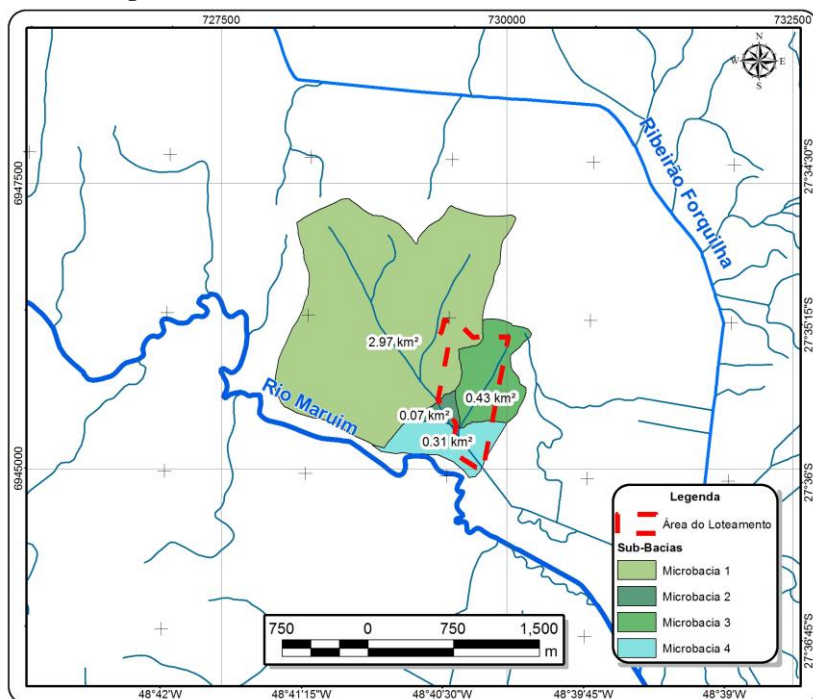 727500
730000
732500
N
W E
S
Ribeirão Forquilha
6947500
27°34'30"S
27°35'15"S
2.97 km²
0.43 km²
0.07 km²
Rio Maruim
0.31 km²
6945000
27°36'S
27°36'45"S
Legenda
Área do Loteamento
Sub-Bacias
Microbacia 1
Microbacia 2
Microbacia 3
Microbacia 4
750 0 750 1,500
m
48°42'W 48°41'15"W 48°40'30"W 48°39'45"W 48°39'W